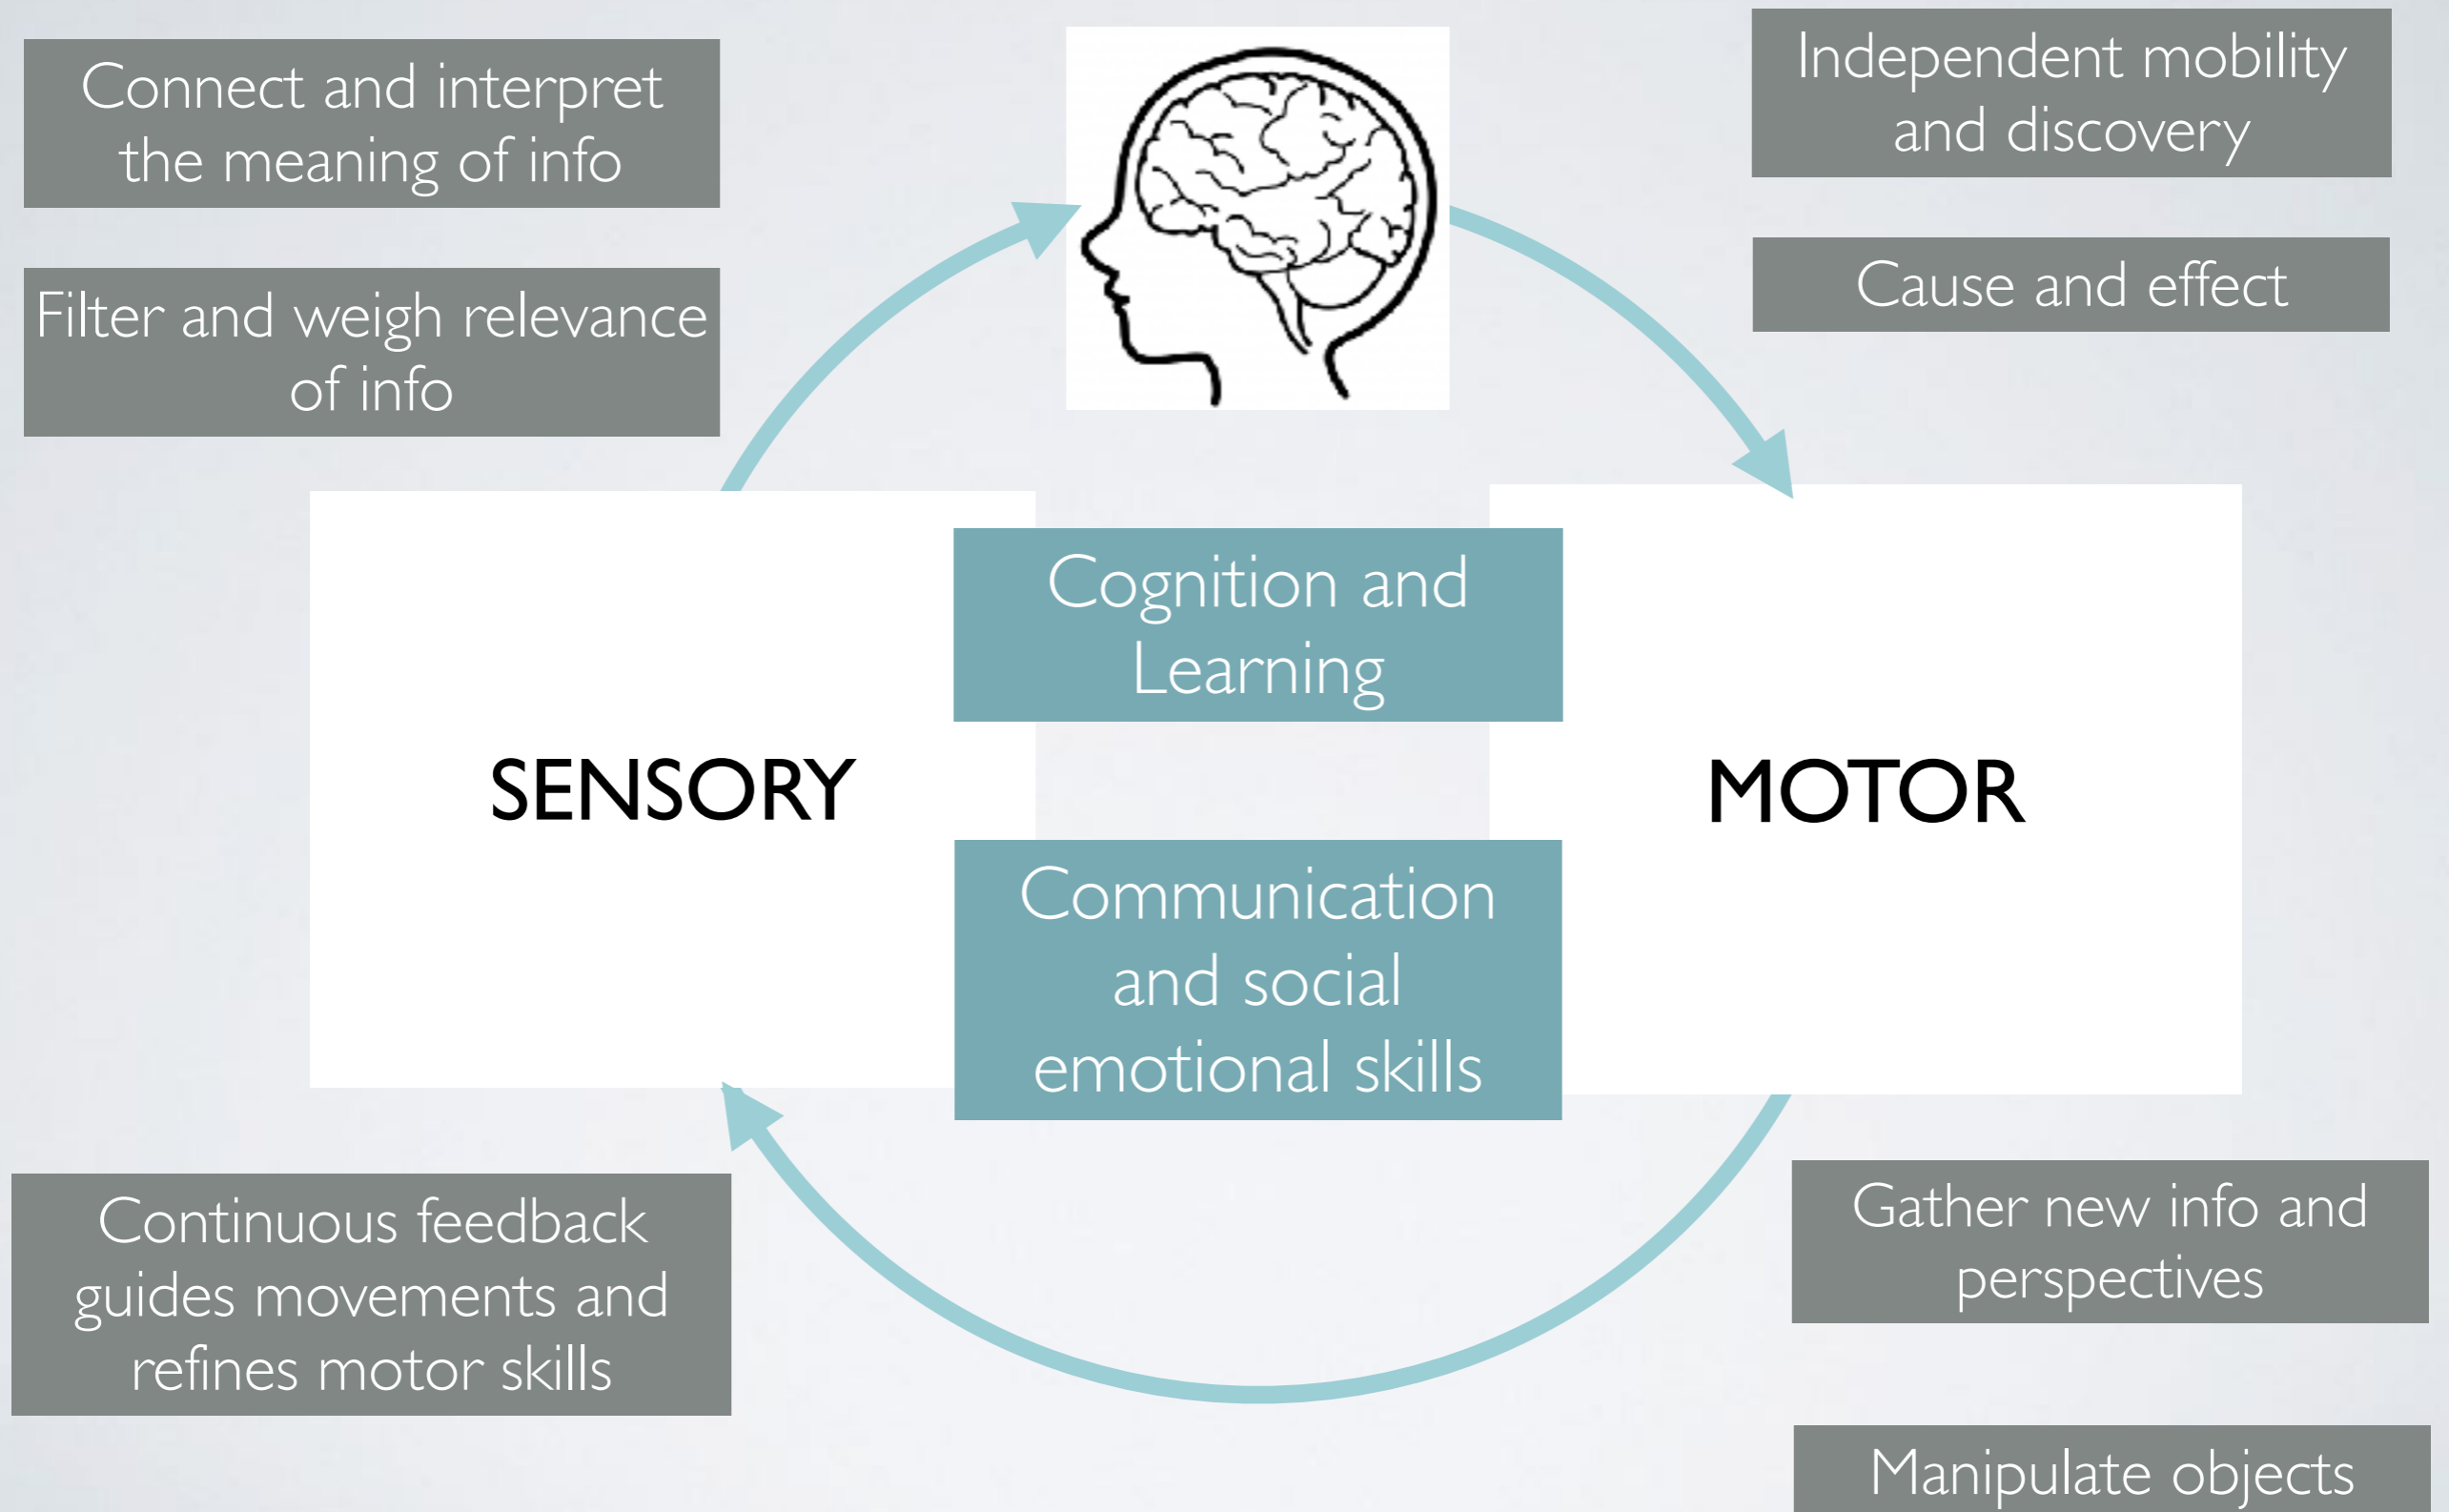 Connect and interpret
the meaning of info
Filter and weigh relevance
of info
Independent mobility
and discovery
Cause and effect
Cognition and
Learning
SENSORY
MOTOR
Communication
and social
emotional skills
Continuous feedback
guides movements and
refines motor skills
Gather new info and
perspectives
Manipulate objects